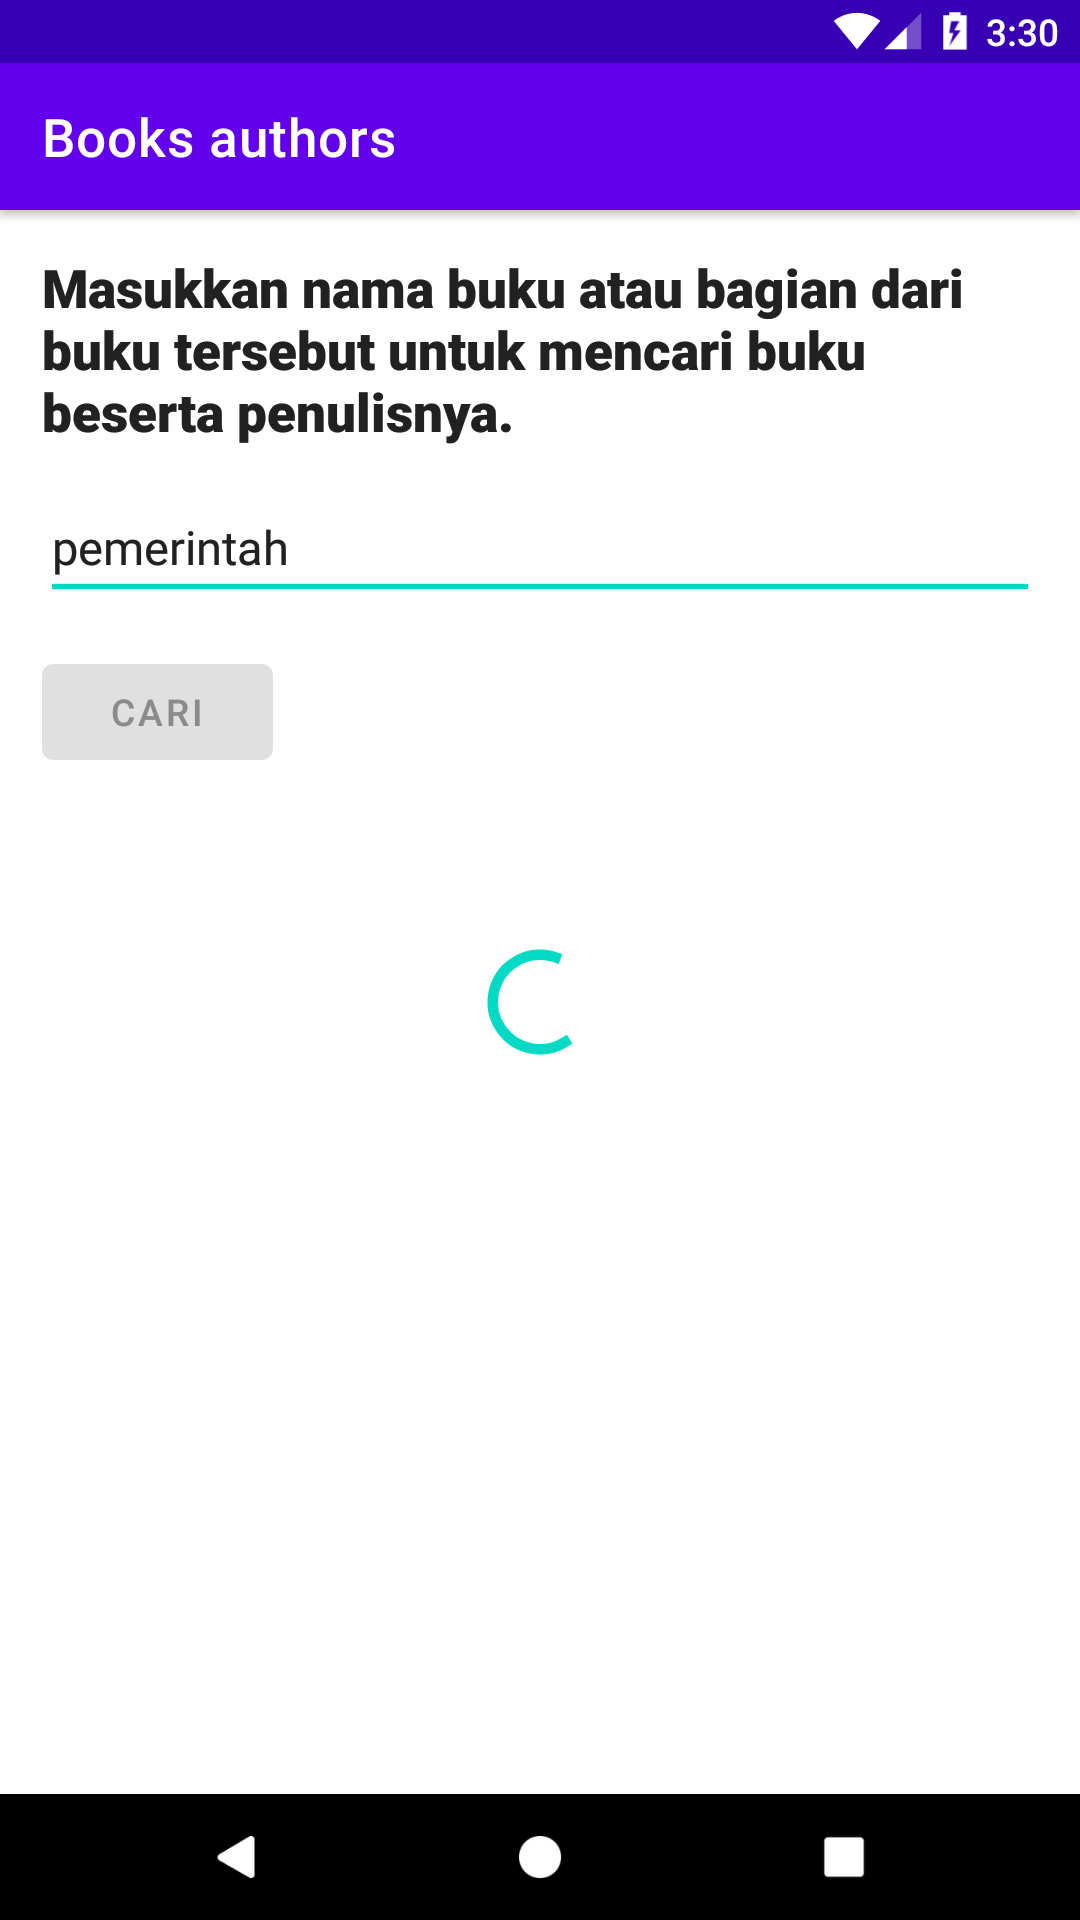 3:30
Books authors
Masukkan nama buku atau bagian dari
buku tersebut untuk mencari buku
beserta penulisnya.
pemerintah
CARI